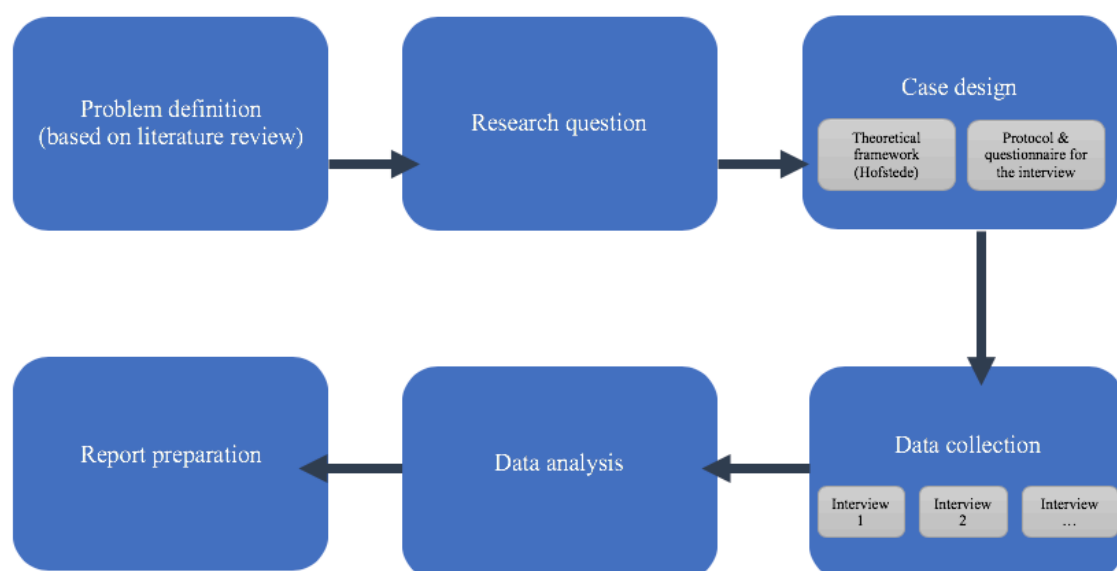 Problem definition
(based on literature review)
Research question
Case design
Theoretical
framework
(Hofstede)
Protocol &
questionnaire for
the interview
Data collection
Interview
1
Interview
2
Interview
…
Data analysis
Report preparation